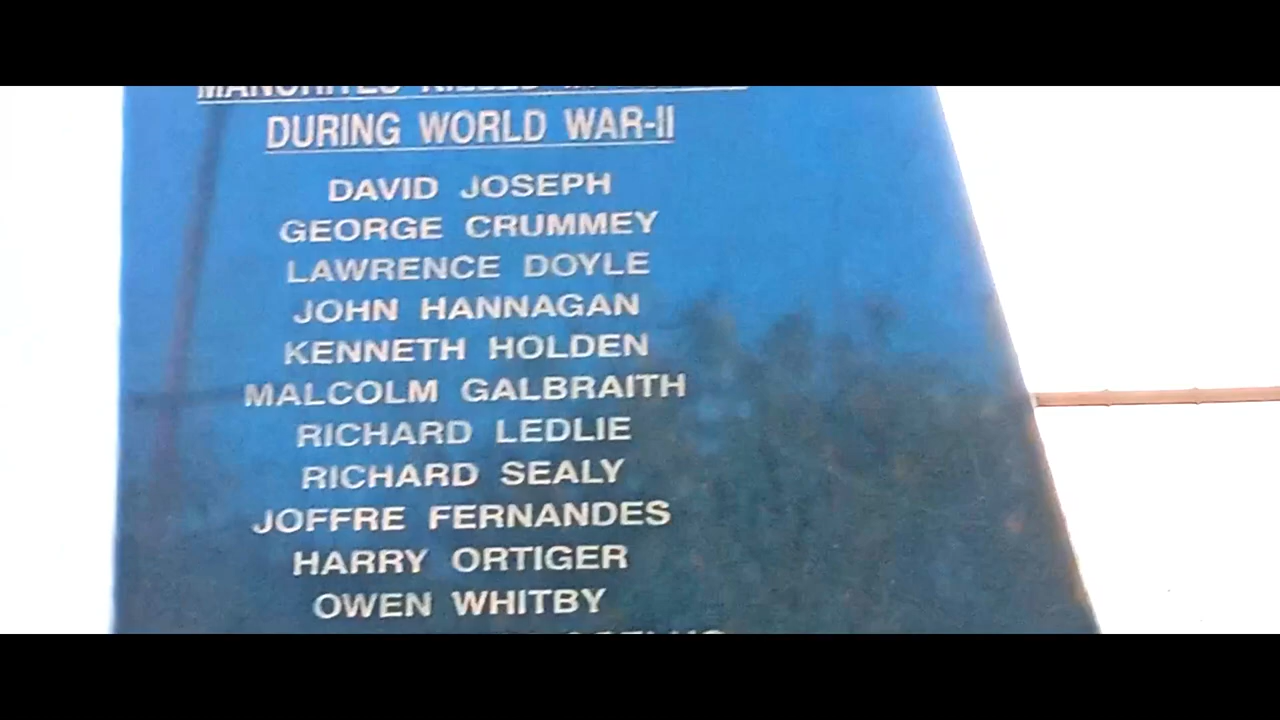 DURING WORLD WAR-II
DAVID JOSEPH
GEORGE CRUMMEY
LAWRENCE DOYLE
JOHN HANNAGAN
KENNETH HOLDEN
MALCOLM GALBRAITH
RICHARD LEDLIE
RICHARD SEALY
JOFFRE FERNANDES
HARRY ORTIGER
OWEN WHITBY